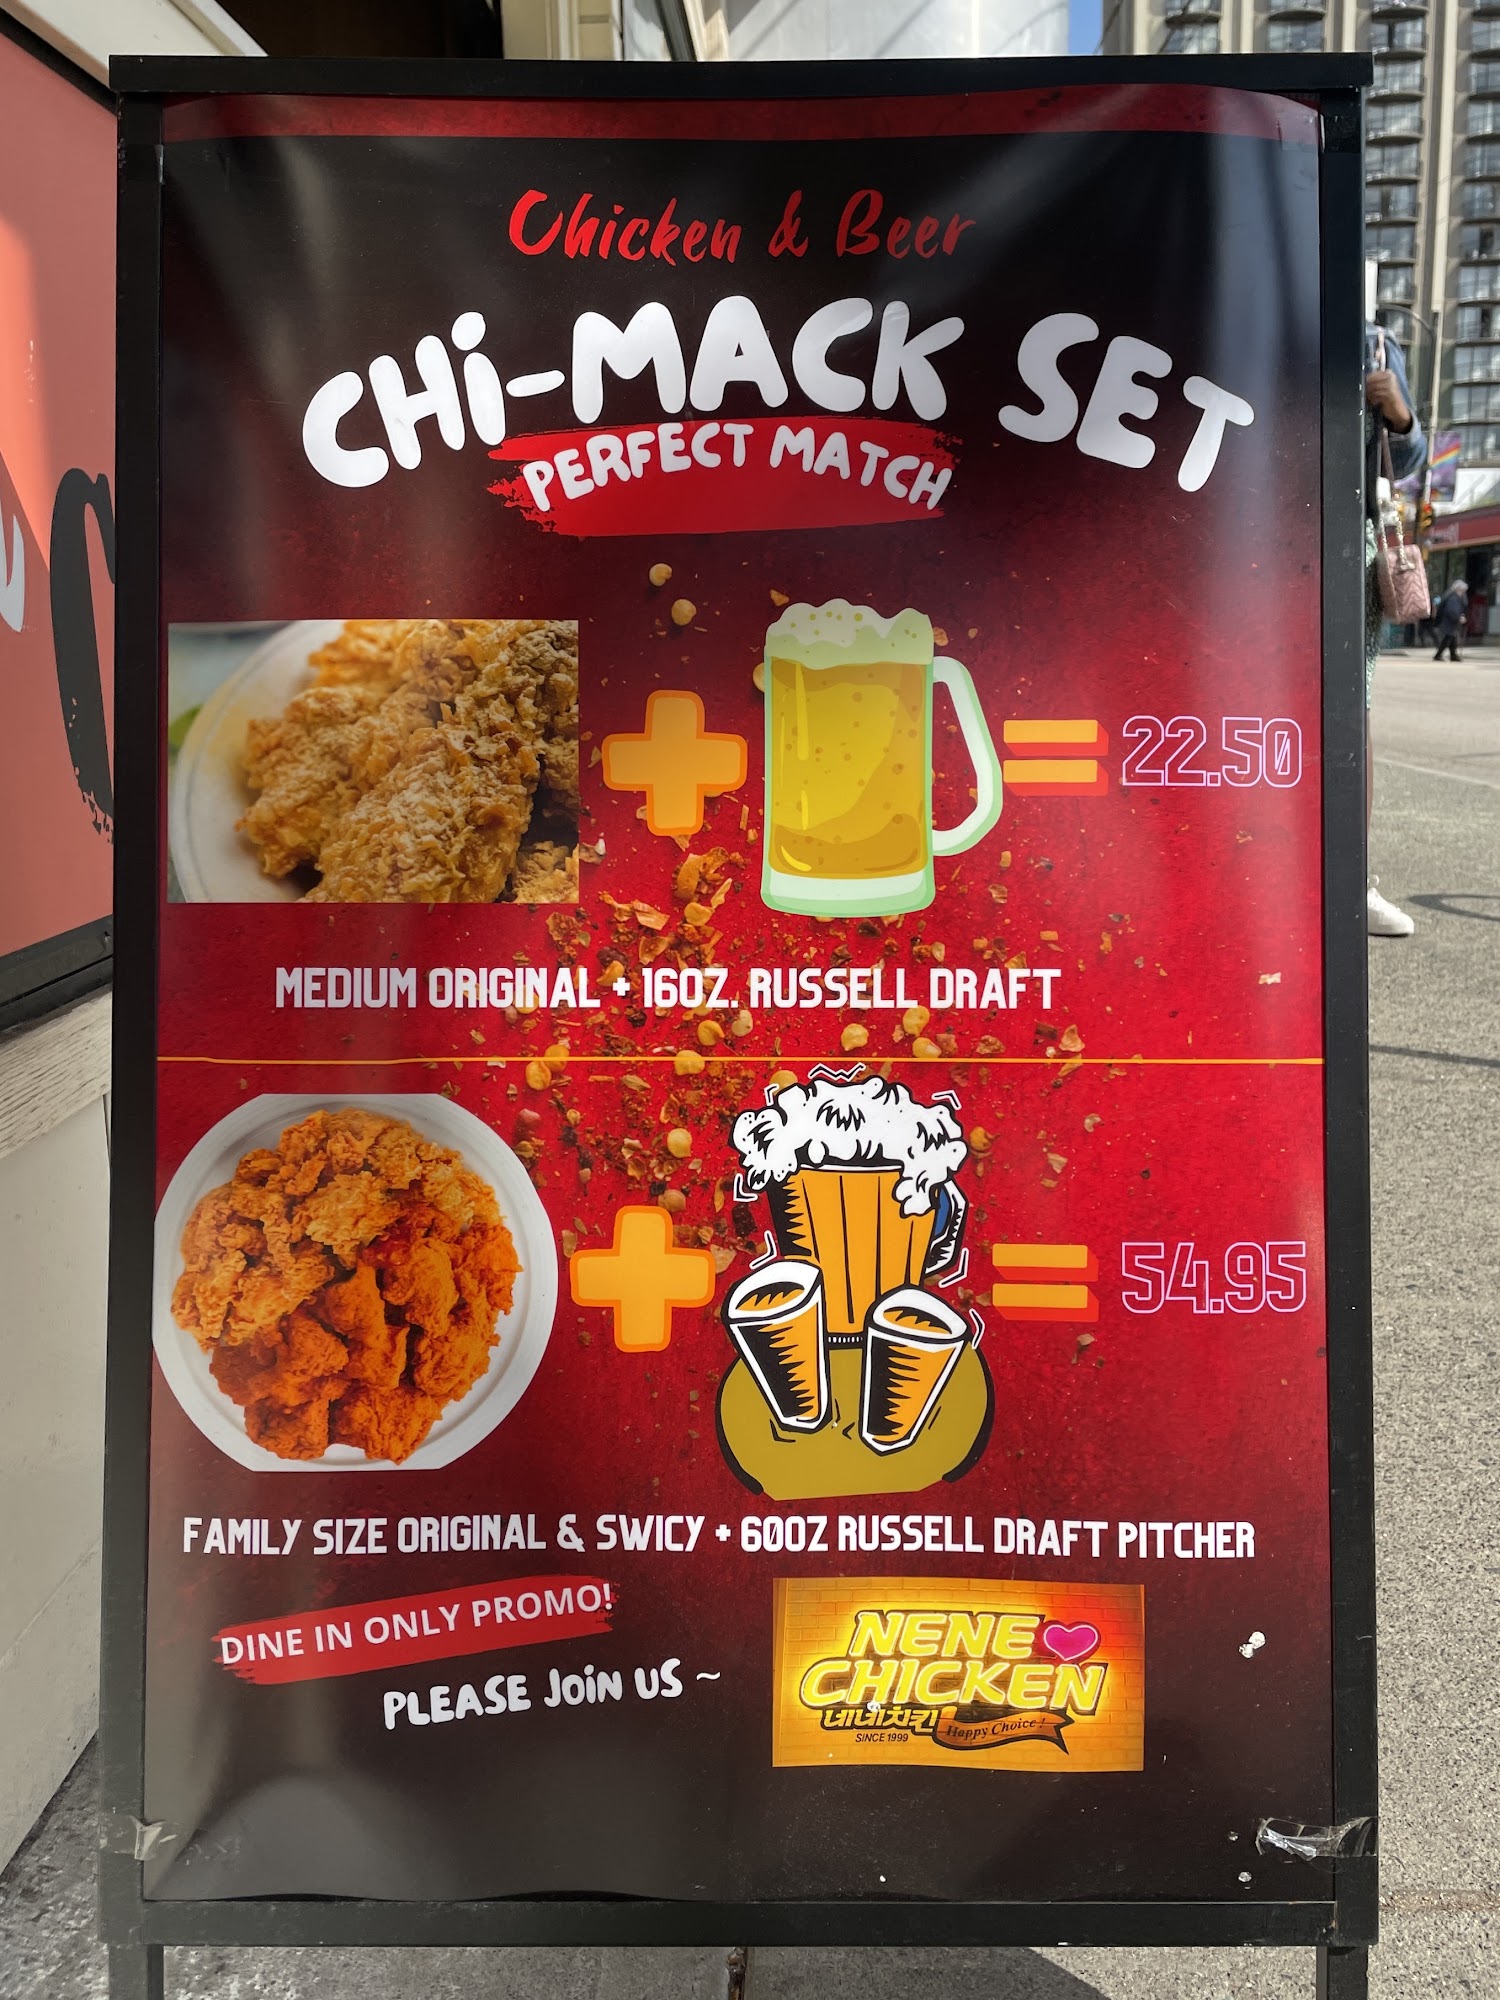 Chicken & Beer
CHi-MACK SET
PERFECT MATCH
22.50
MEDIUM ORIGINAL + 16OZ. RUSSELL DRAFT
54.95
FAMILY SIZE ORIGINAL & SWICY + 60OZ RUSSELL DRAFT PITCHER
DINE IN ONLY PROMO!
PLEASE JOiN US ~
NENE
CHICKEN
네네치킨 Happy Choice!
SINCE 1999